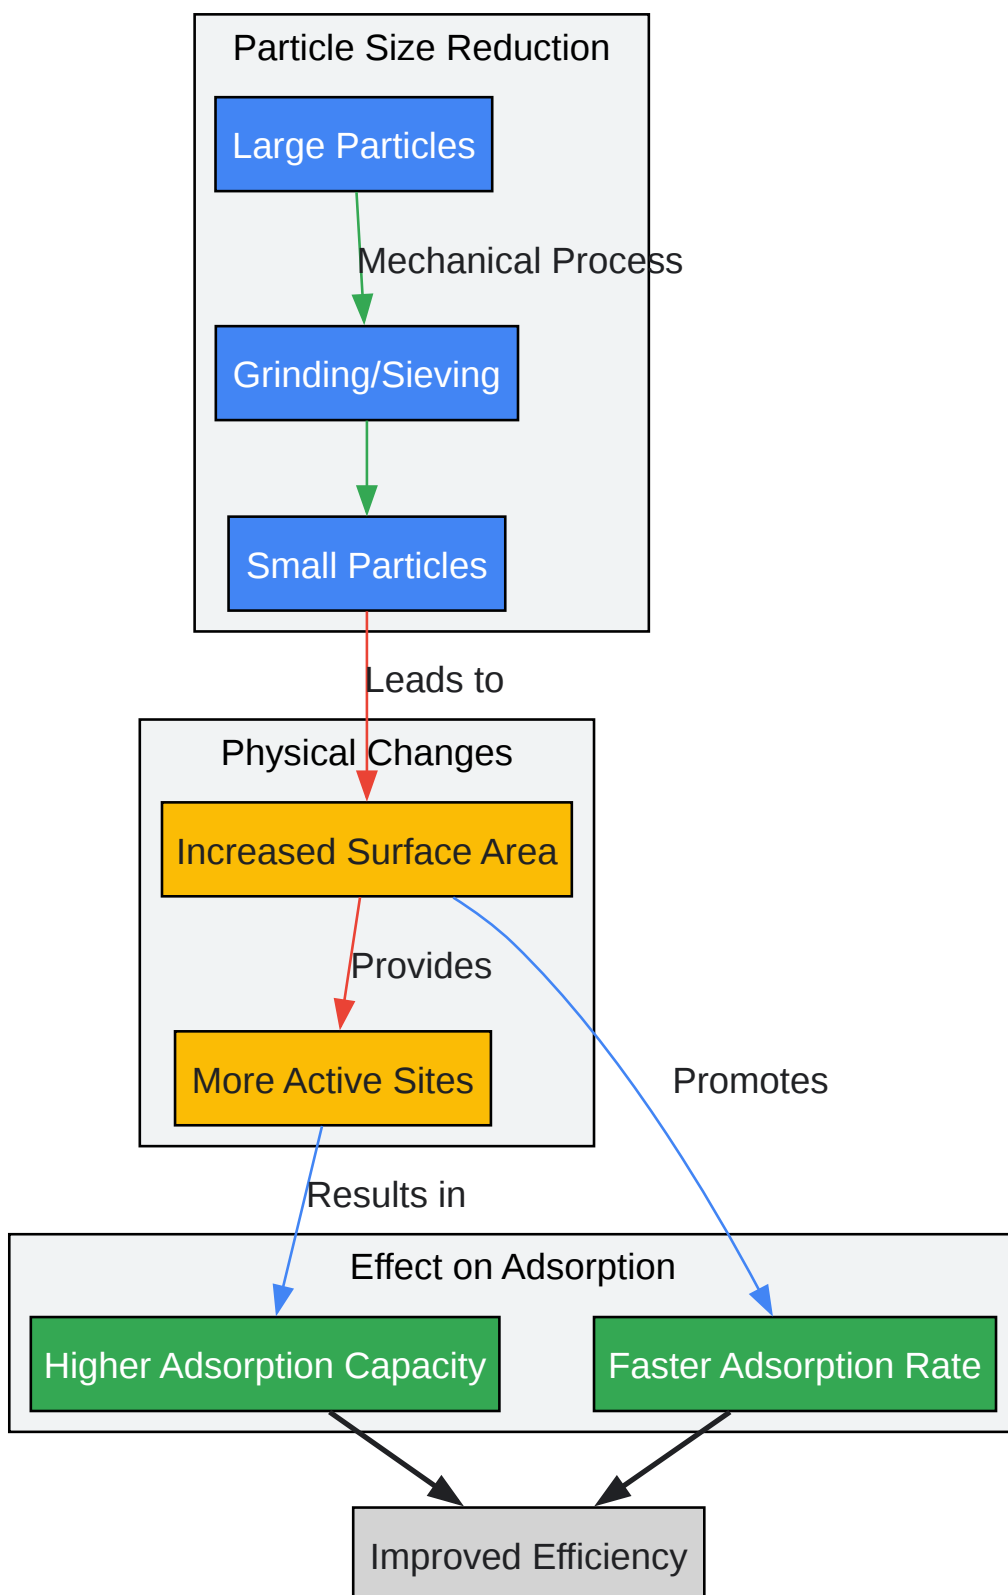 Particle Size Reduction
Large Particles
Mechanical Process
Grinding/Sieving
Small Particles
Leads to
Physical Changes
Increased Surface Area
Provides
More Active Sites
Promotes
Results in
Effect on Adsorption
Higher Adsorption Capacity
Faster Adsorption Rate
Improved Efficiency